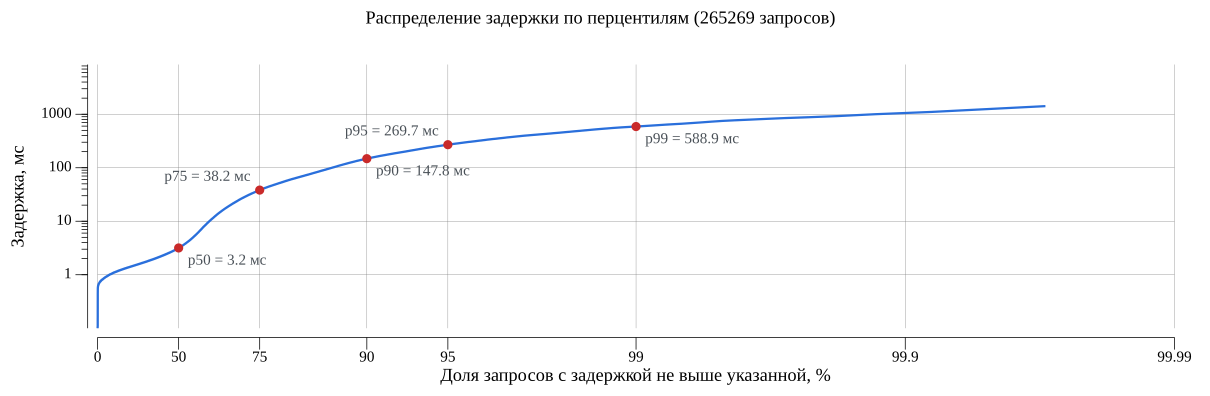 Распределение задержки по перцентилям (265269 запросов)
Задержка, мс
1000
100
10
1
p50 = 3.2 мс
p75 = 38.2 мс
p90 = 147.8 мс
p95 = 269.7 мс
p99 = 588.9 мс
0 50 75 90 95 99 99.9 99.99
Доля запросов с задержкой не выше указанной, %